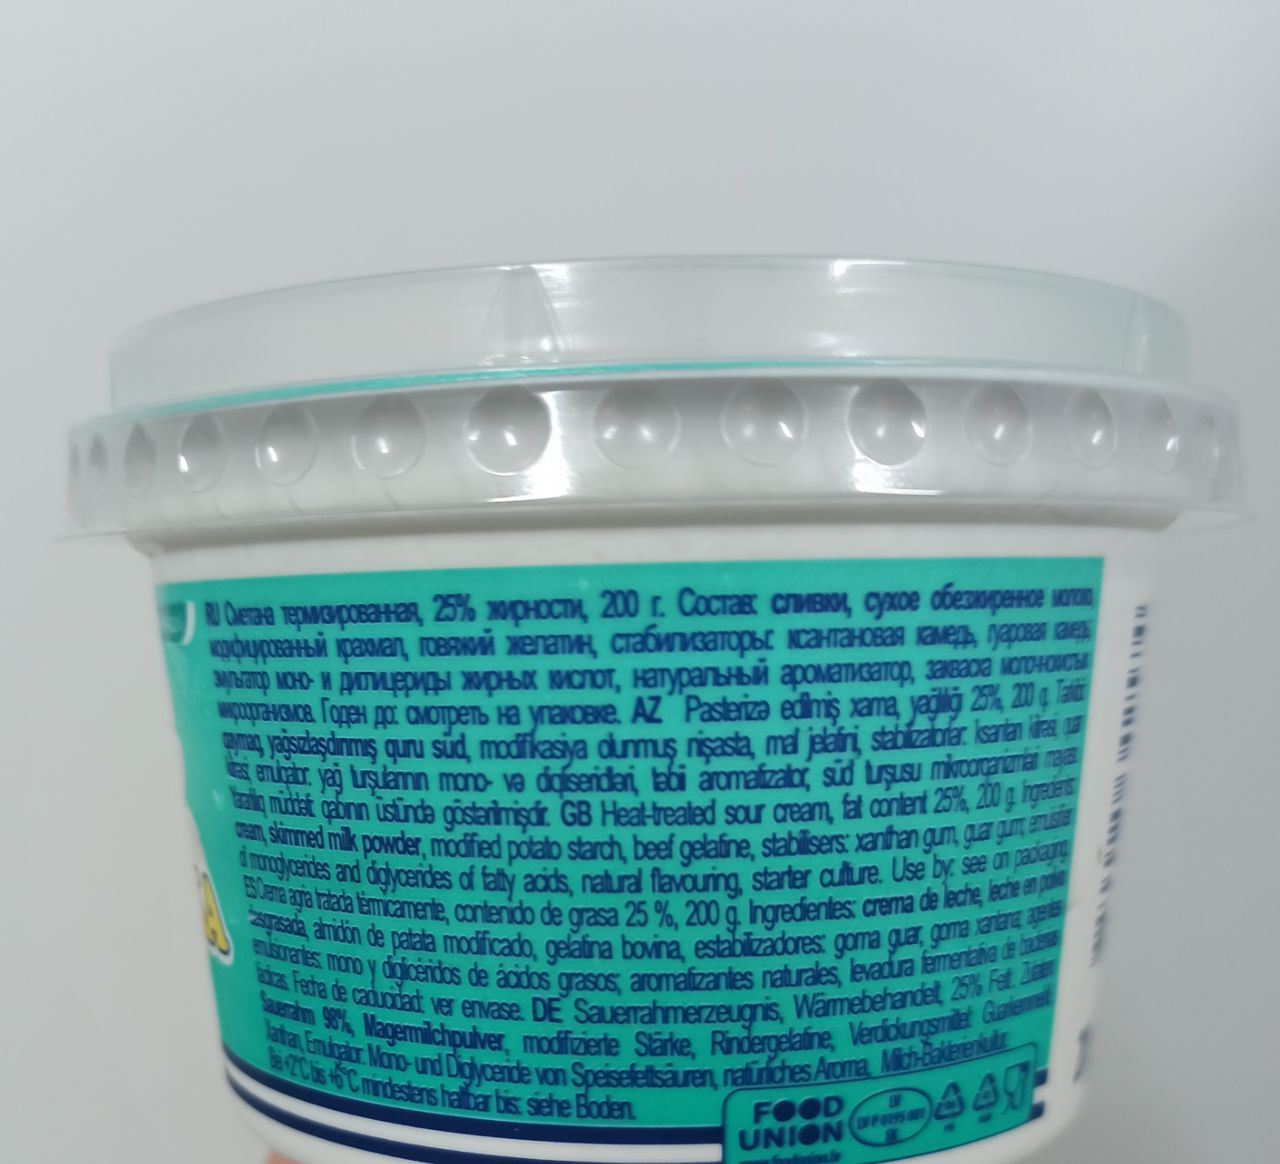 RU Сметана термизированная, 25% жирности, 200 г. Состав: сливки, сухое обезжиренное молоко,
модифицированный крахмал, говяжий желатин, стабилизаторы: ксантановая камедь, гуаровая камедь;
эмульгатор моно- и диглицериды жирных кислот, натуральный ароматизатор, закваска молочнокислых
микроорганизмов. Годен до: смотреть на упаковке. AZ Pasterizə edilmiş xama, yağlılığı 25%, 200 q. Tərkibi:
qaymaq, yağsızlaşdırılmış quru süd, modifikasiya olunmuş nişasta, mal jelatini, stabilizatorlar: ksantan kitrəsi, quar
kitrəsi, emulqator: yağ turşularının mono- və diqliseridləri, təbii aromatizator, süd turşusu mikroorqanizmləri mayası.
Yararlılıq müddəti: qabının üstündə göstərilmişdir. GB Heat-treated sour cream, fat content 25%, 200 g. Ingredients:
cream, skimmed milk powder, modified potato starch, beef gelatine, stabilisers: xanthan gum, guar gum; emulsifier
of monoglycerides and diglycerides of fatty acids, natural flavouring, starter culture. Use by: see on packaging.
ES Crema agria tratada térmicamente, contenido de grasa 25 %, 200 g. Ingredientes: crema de leche, leche en polvo
desgrasada, almidón de patata modificado, gelatina bovina, estabilizadores: goma guar, goma xantana; agentes
emulsionantes: mono y diglicéridos de ácidos grasos; aromatizantes naturales, levadura fermentativa de bacterias
lácticas. Fecha de caducidad: ver envase. DE Sauerrahmerzeugnis, Wärmebehandelt, 25% Fett. Zutaten:
Sauerrahm 98%, Magermilchpulver, modifizierte Stärke, Rindergelatine, Verdickungsmittel: Guarkernmehl,
Xanthan, Emulgator: Mono- und Diglyceride von Speisefettsäuren, natürliches Aroma, Milch-Bakterienkultur.
Bei +2°C bis +6°C mindestens haltbar bis: siehe Boden.
FOOD
UNION
LV
P 0195 001
www.foodunion.lv